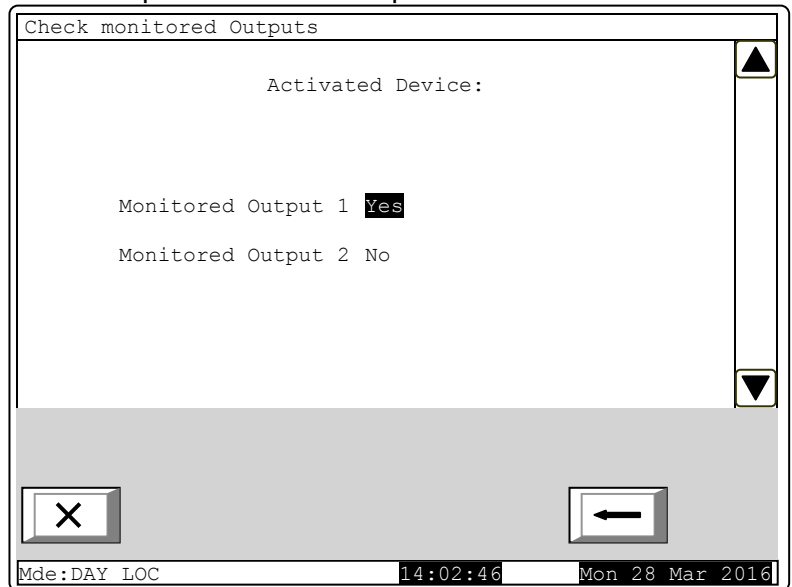 Check monitored Outputs
Activated Device:
Monitored Output 1 Yes
Monitored Output 2 No
Mde:DAY LOC 14:02:46 Mon 28 Mar 2016